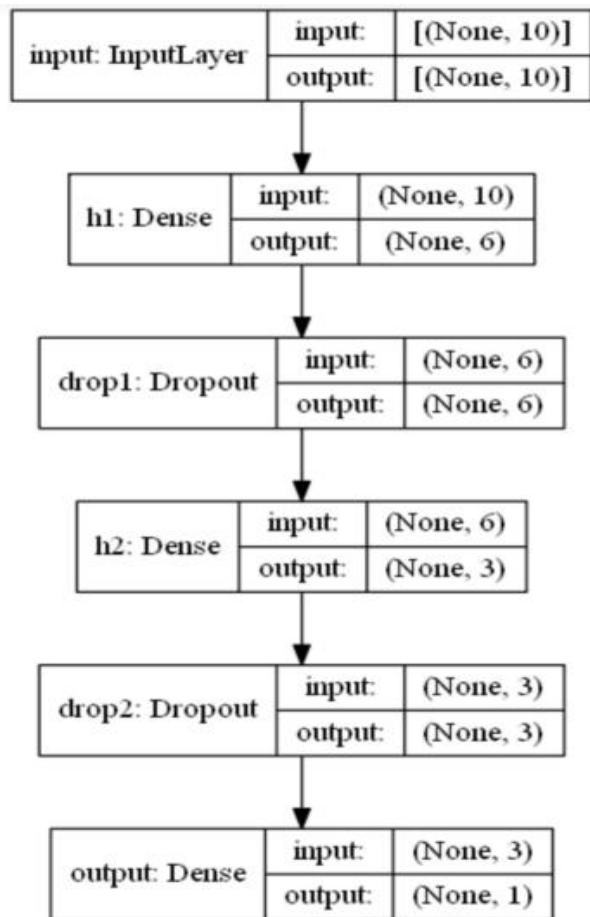 input: InputLayer
input: [(None, 10)]
output: [(None, 10)]
h1: Dense
input: (None, 10)
output: (None, 6)
drop1: Dropout
input: (None, 6)
output: (None, 6)
h2: Dense
input: (None, 6)
output: (None, 3)
drop2: Dropout
input: (None, 3)
output: (None, 3)
output: Dense
input: (None, 3)
output: (None, 1)